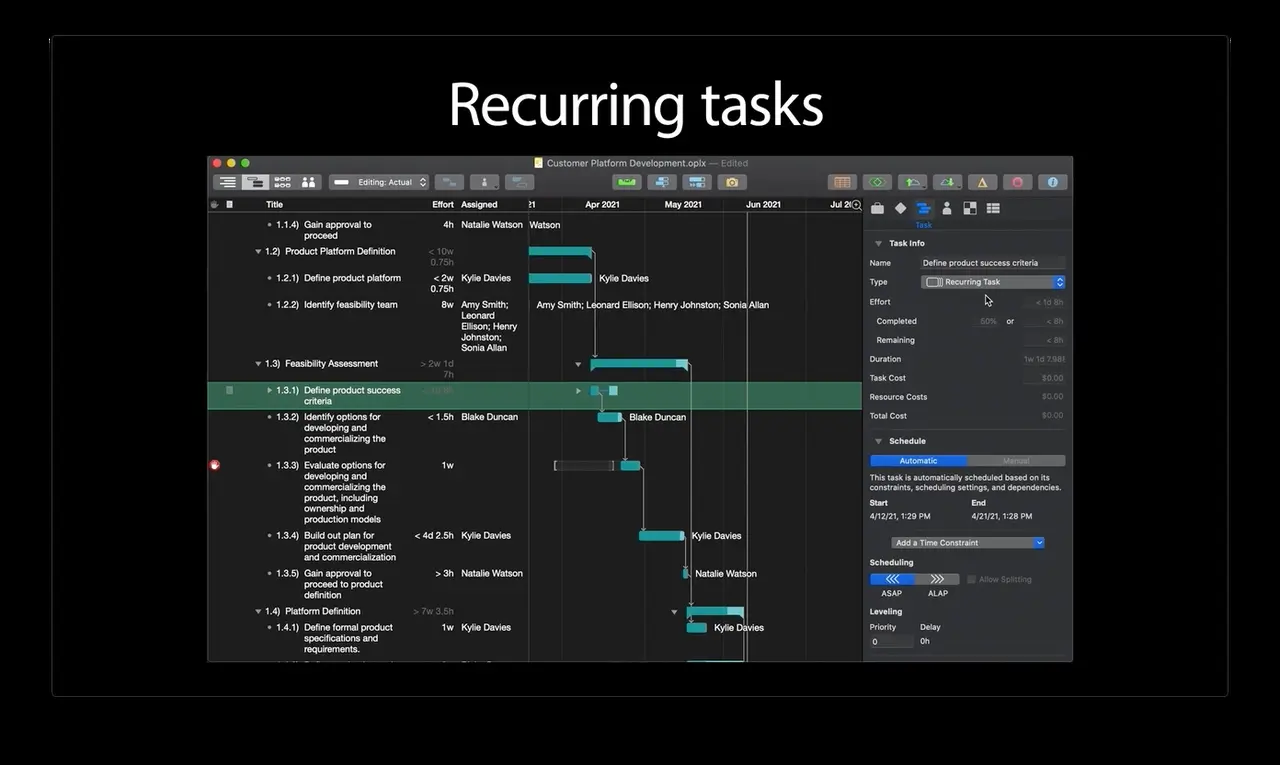 Recurring tasks
Customer Platform Development.oplx — Edited
Editing: Actual
Title Effort Assigned 21 Apr 2021 May 2021 Jun 2021
Task
1.1.4) Gain approval to 4h Natalie Watson Watson
proceed
Task Info
1.2) Product Platform Definition < 10w
0.75h
Name Define product success criteria
1.2.1) Define product platform < 2w Kylie Davies Kylie Davies
0.75h
Type Recurring Task
1.2.2) Identify feasibility team 8w Amy Smith; Amy Smith; Leonard Ellison; Henry Johnston; Sonia Allan
Leonard
Ellison; Henry
Johnston;
Sonia Allan
Effort < 1d 8h
Completed 50% or < 8h
Remaining < 8h
Duration 1w 1d 7.98h
1.3) Feasibility Assessment > 2w 1d
7h
Task Cost $0.00
1.3.1) Define product success
criteria
Resource Costs $0.00
Total Cost $0.00
1.3.2) Identify options for < 1.5h Blake Duncan Blake Duncan
developing and
commercializing the
product
Schedule
Automatic Manual
1.3.3) Evaluate options for 1w
developing and
commercializing the
product, including
ownership and
production models
This task is automatically scheduled based on its
constraints, scheduling settings, and dependencies.
Start End
4/12/21, 1:29 PM 4/21/21, 1:28 PM
1.3.4) Build out plan for < 4d 2.5h Kylie Davies Kylie Davies
product development
and commercialization
Add a Time Constraint
Scheduling
1.3.5) Gain approval to > 3h Natalie Watson Natalie Watson
proceed to product
definition
Allow Splitting
ASAP ALAP
1.4) Platform Definition > 7w 3.5h
Leveling
1.4.1) Define formal product 1w Kylie Davies Kylie Davies
specifications and
requirements.
Priority Delay
0 0h